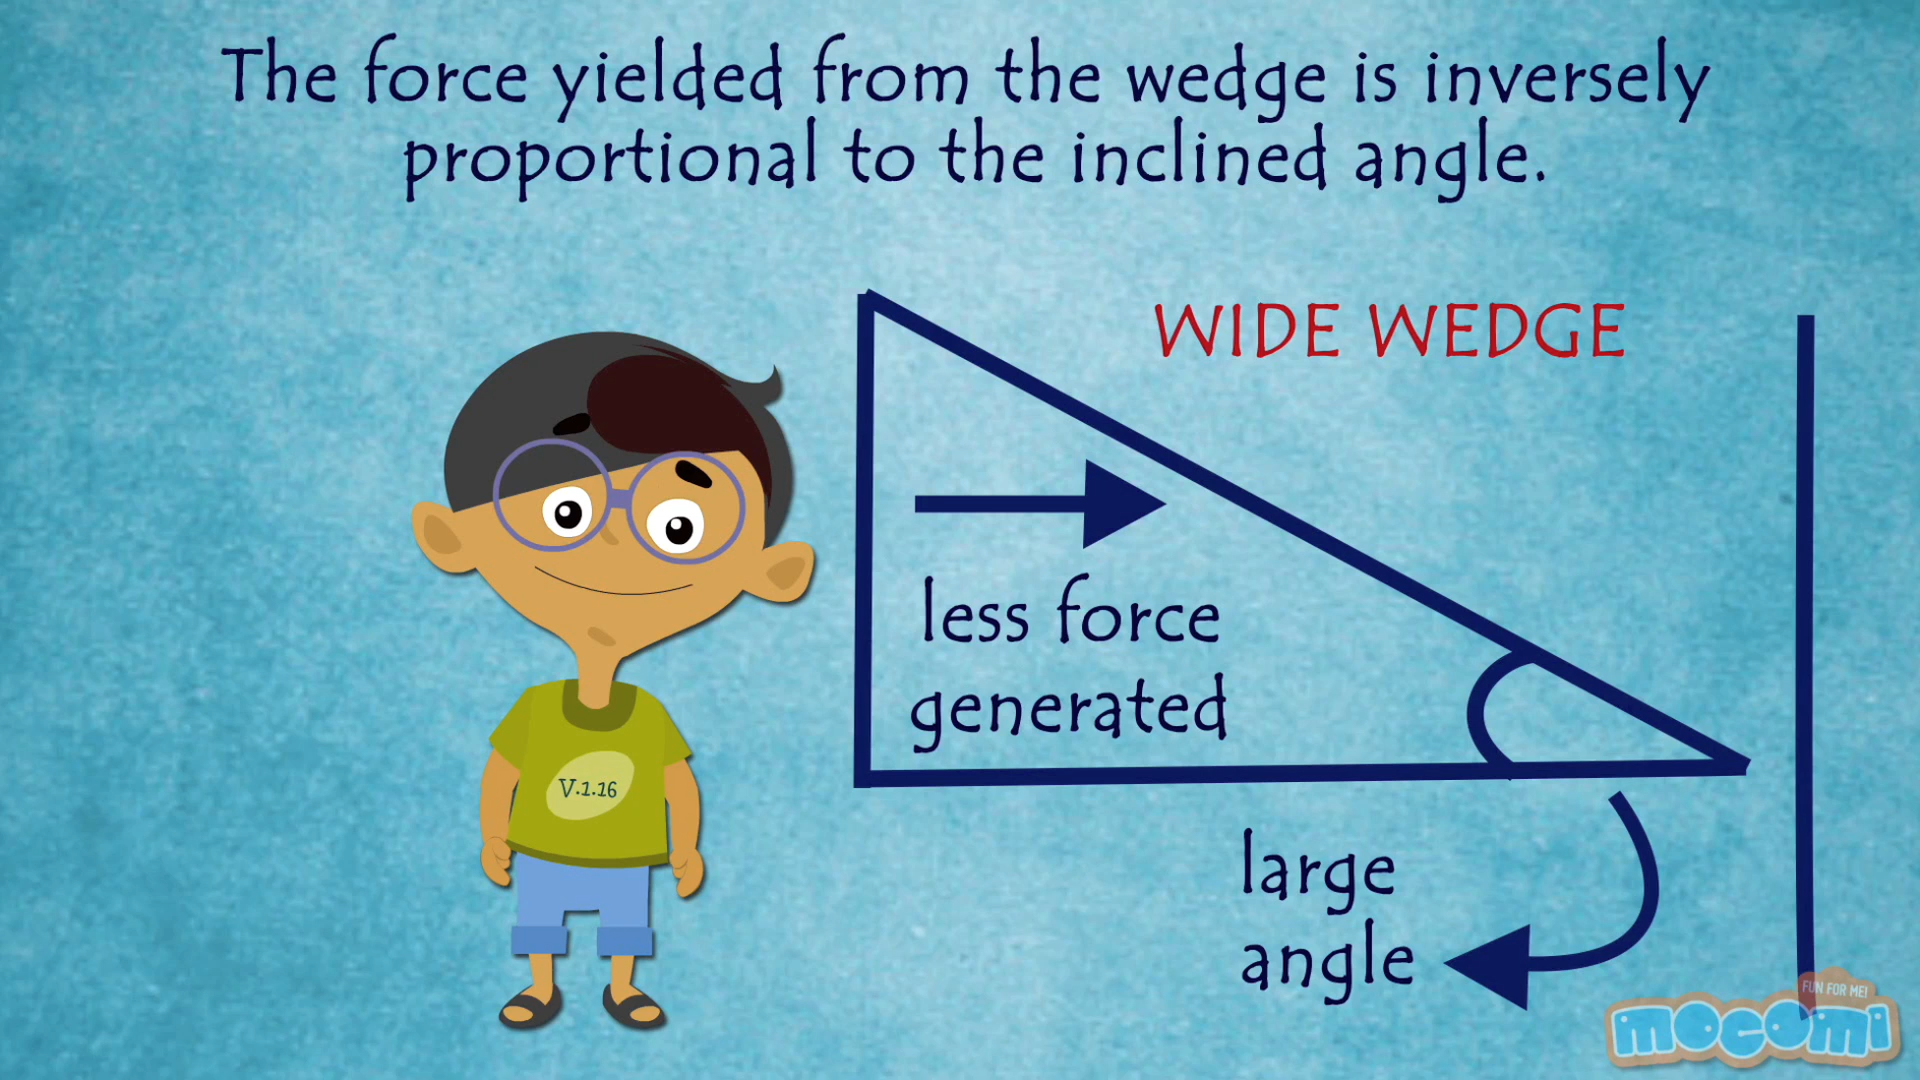 The force yielded from the wedge is inversely
proportional to the inclined angle.
WIDE WEDGE
less force
generated
V.1.16
large
angle
FUN FOR ME!
mocomi